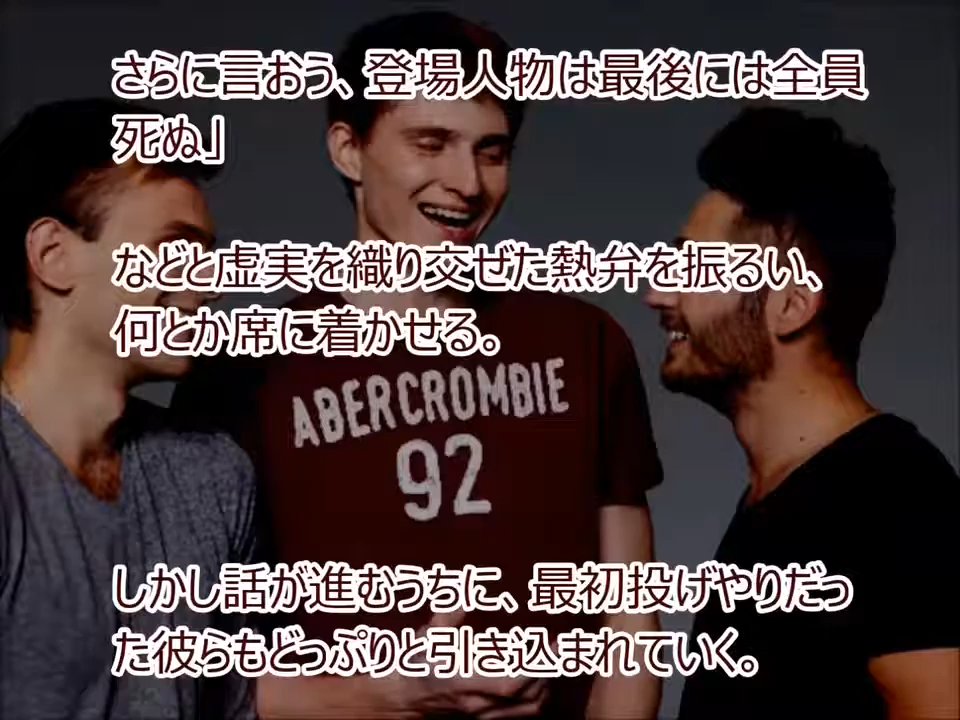 さらに言おう、登場人物は最後には全員
死ぬ」
などと虚実を織り交ぜた熱弁を振るい、
何とか席に着かせる。
ABERCROMBIE
92
しかし話が進むうちに、最初投げやりだっ
た彼らもどっぷりと引き込まれていく。